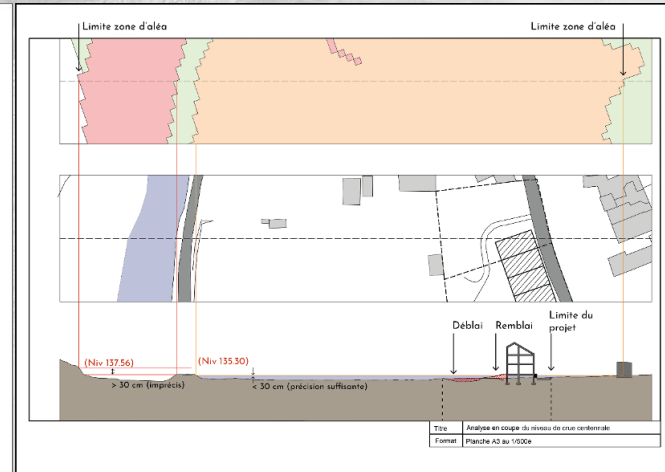 Limite zone d'aléa
Limite zone d'aléa
Limite du
projet
Déblai
Remblai
(Niv 137.56)
(Niv 135.30)
> 30 cm (imprécis)
< 30 cm (précision suffisante)
Titre
Analyse en coupe du niveau de crue centennale
Format
Planche A3 au 1/500e